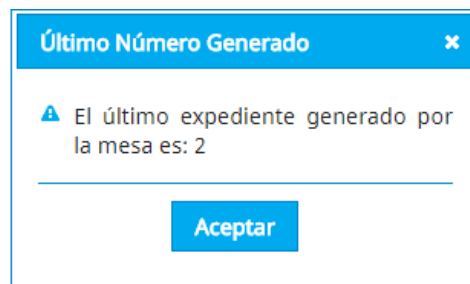 Último Número Generado
El último expediente generado por
la mesa es: 2
Aceptar